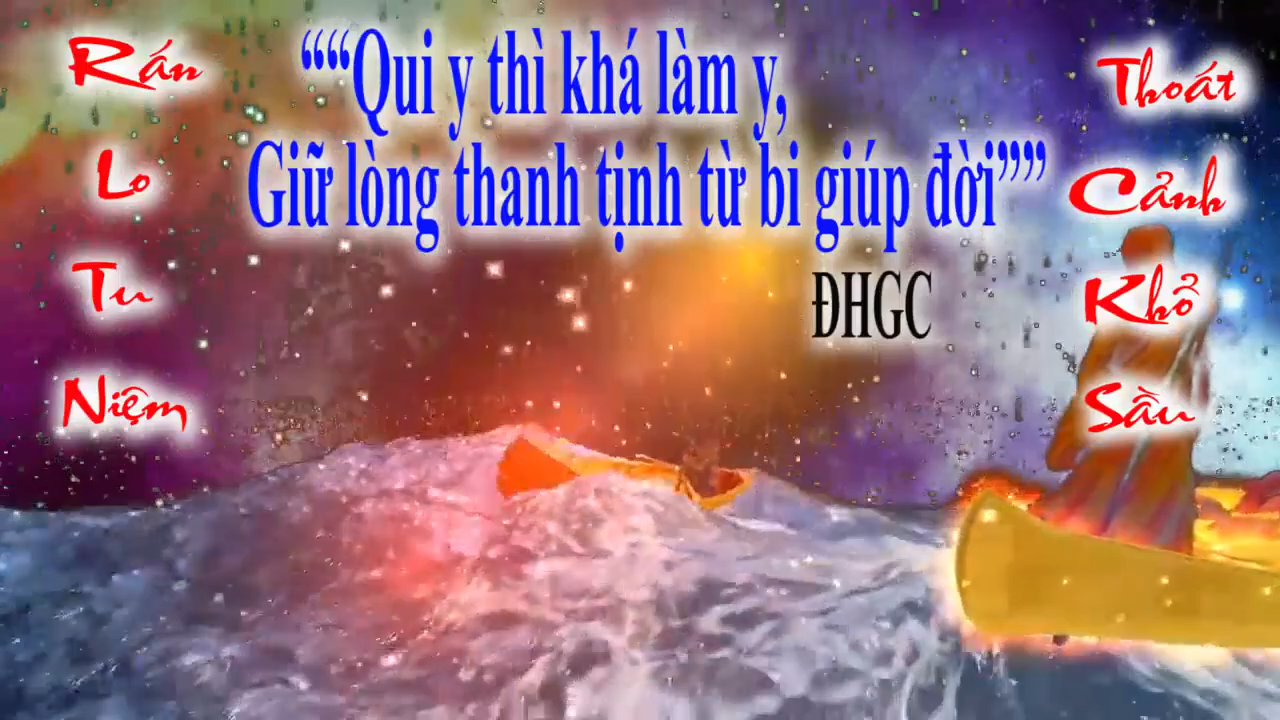 Rán
Lo
Tu
Niệm
““Qui y thì khá làm y,
Giữ lòng thanh tịnh từ bi giúp đời””
ĐHGC
Thoát
Cảnh
Khổ
Sầu